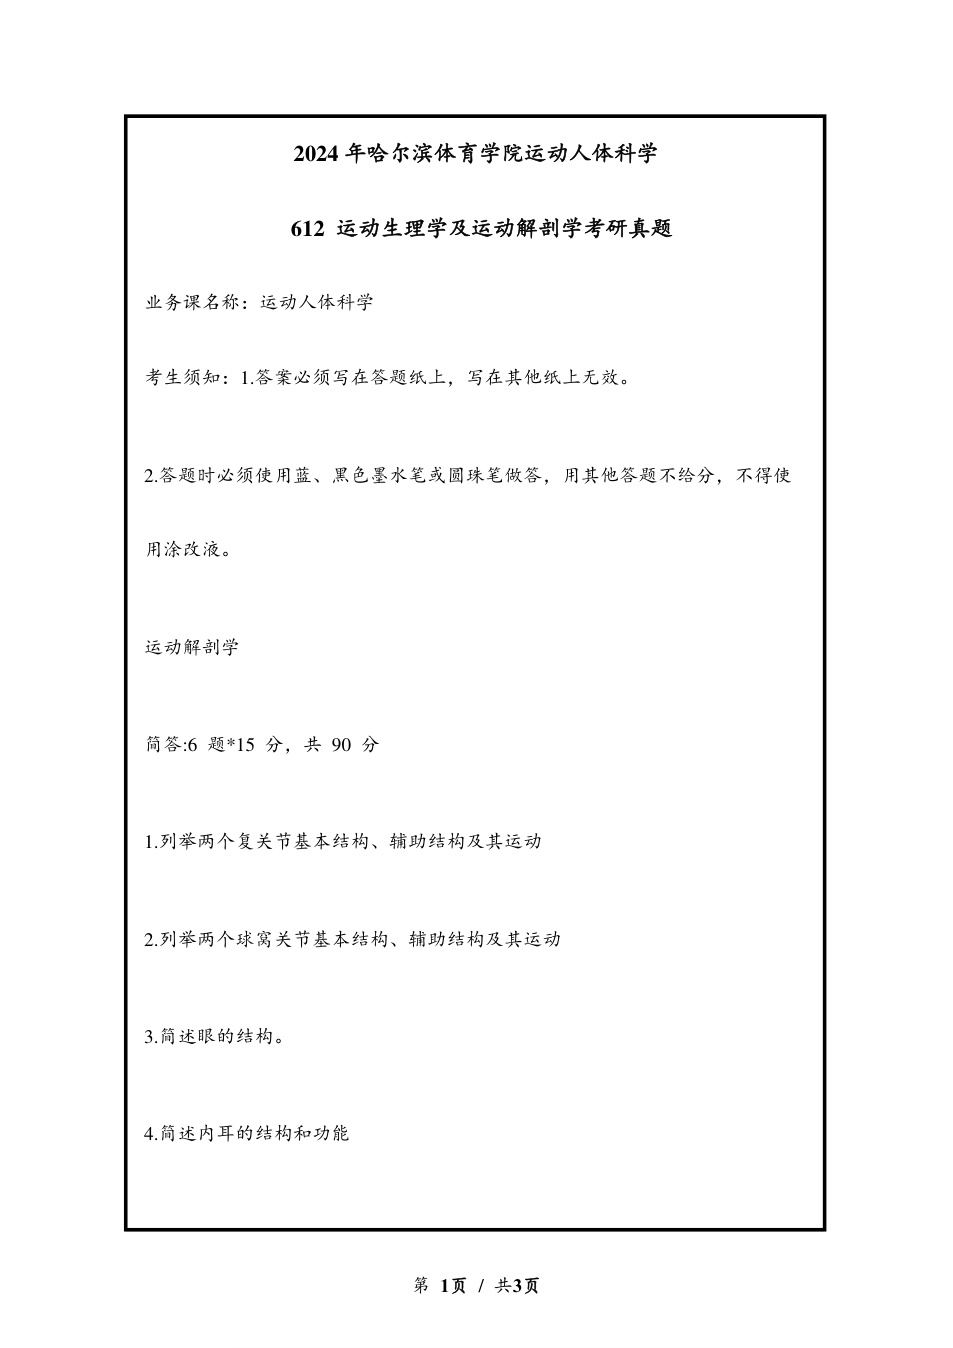 2024 年哈尔滨体育学院运动人体科学
612 运动生理学及运动解剖学考研真题
业务课名称：运动人体科学
考生须知：1.答案必须写在答题纸上，写在其他纸上无效。
2.答题时必须使用蓝、黑色墨水笔或圆珠笔做答，用其他答题不给分，不得使
用涂改液。
运动解剖学
简答:6 题*15 分，共 90 分
1.列举两个复关节基本结构、辅助结构及其运动
2.列举两个球窝关节基本结构、辅助结构及其运动
3.简述眼的结构。
4.简述内耳的结构和功能
第 1页 / 共3页